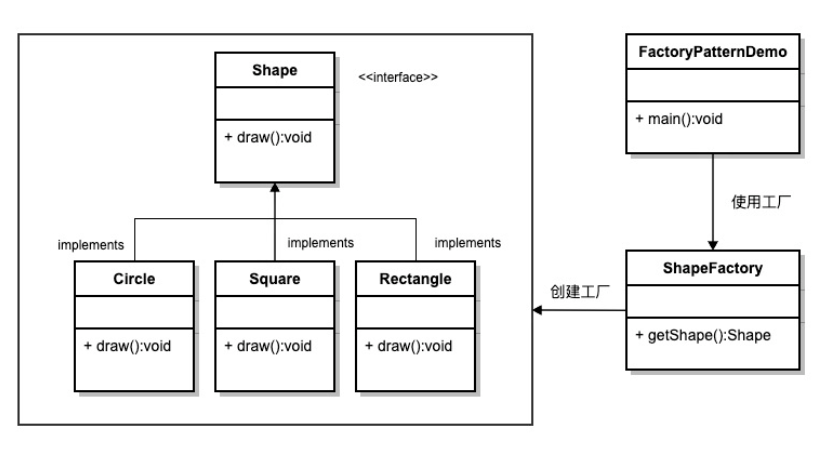 Shape
<<interface>>
+ draw():void
implements
implements
implements
Circle
Square
Rectangle
+ draw():void
+ draw():void
+ draw():void
FactoryPatternDemo
+ main():void
使用工厂
ShapeFactory
创建工厂
+ getShape():Shape